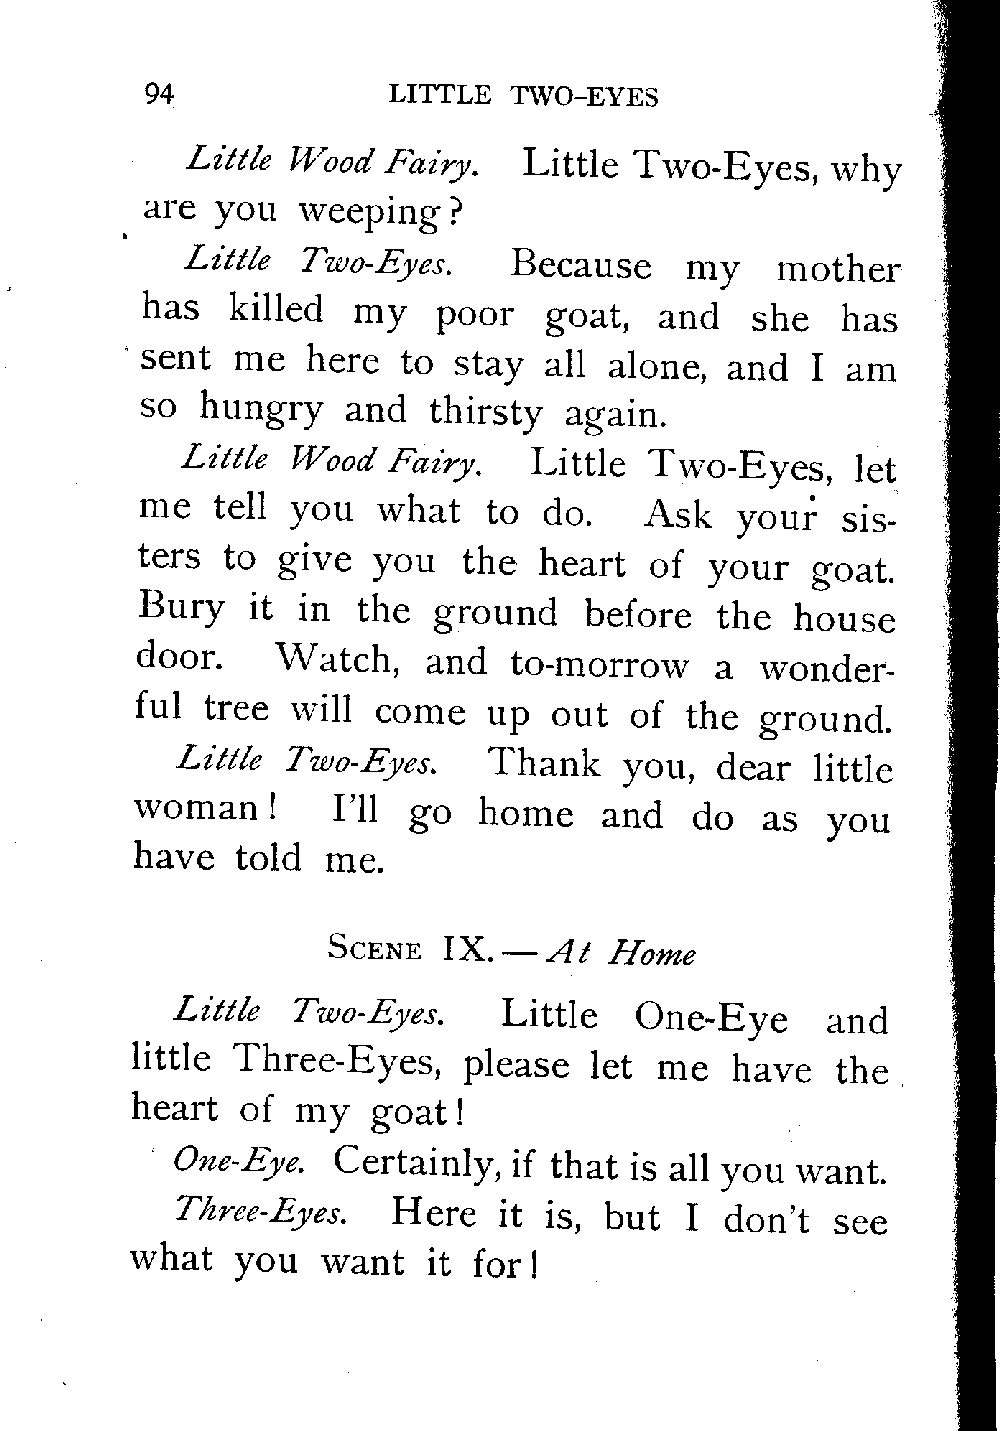 94 LITTLE TWO-EYES
Little Wood Fairy. Little Two-Eyes, why
are you weeping?
Little Two-Eyes. Because my mother
has killed my poor goat, and she has
sent me here to stay all alone, and I am
so hungry and thirsty again.
Little Wood Fairy. Little Two-Eyes, let
me tell you what to do. Ask your sis-
ters to give you the heart of your goat.
Bury it in the ground before the house
door. Watch, and to-morrow a wonder-
ful tree will come up out of the ground.
Little Two-Eyes. Thank you, dear little
woman! I'll go home and do as you
have told me.
SCENE IX.—At Home
Little Two-Eyes. Little One-Eye and
little Three-Eyes, please let me have the
heart of my goat!
One-Eye. Certainly, if that is all you want.
Three-Eyes. Here it is, but I don't see
what you want it for!